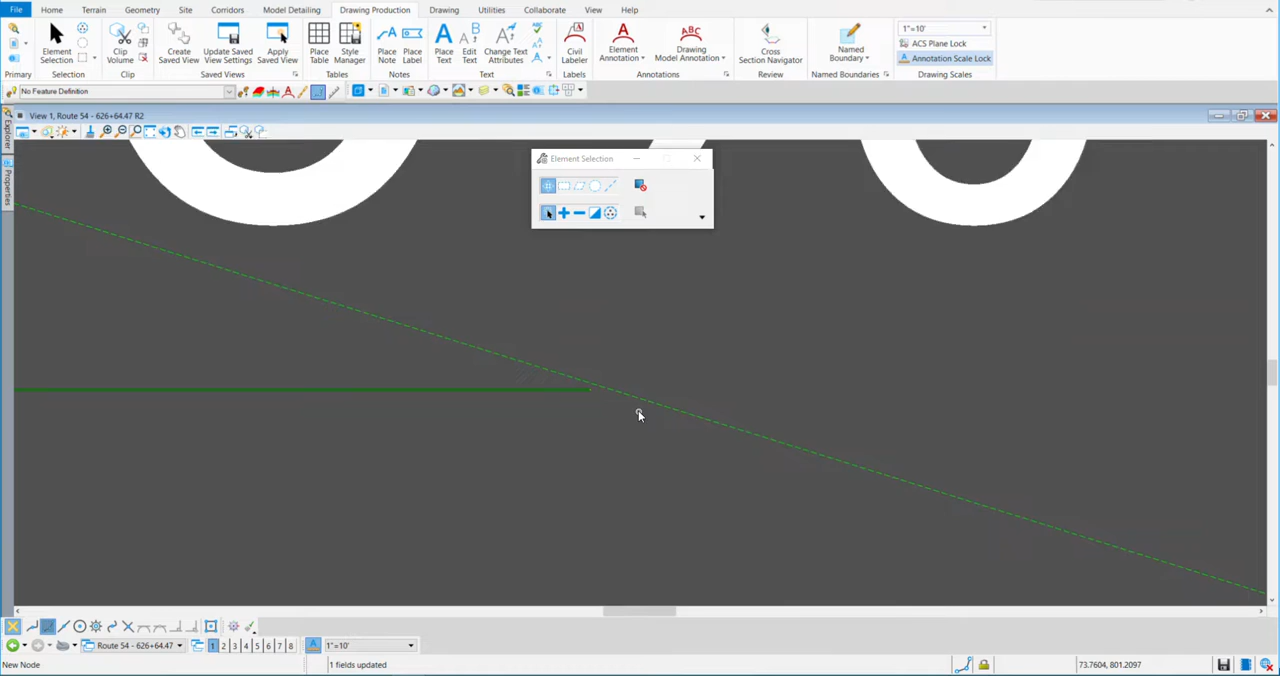 File Home Terrain Geometry Site Corridors Model Detailing Drawing Production Drawing Utilities Collaborate View Help
Element Selection
Clip Volume
Create Saved View
Update Saved View Settings
Apply Saved View
Place Table
Style Manager
Place Note
Place Label
Place Text
Edit Text
Change Text Attributes
Civil Labeler
Element Annotation
Drawing Model Annotation
Cross Section Navigator
Named Boundary
1"=10'
ACS Plane Lock
Annotation Scale Lock
Primary Selection Clip Saved Views Tables Notes Text Labels Annotations Review Named Boundaries Drawing Scales
No Feature Definition
View 1, Route 54 - 626+64.47 R2
Explorer
Properties
Element Selection
Route 54 - 626+64.47 1 2 3 4 5 6 7 8 1"=10'
New Node 1 fields updated 73.7604, 801.2097